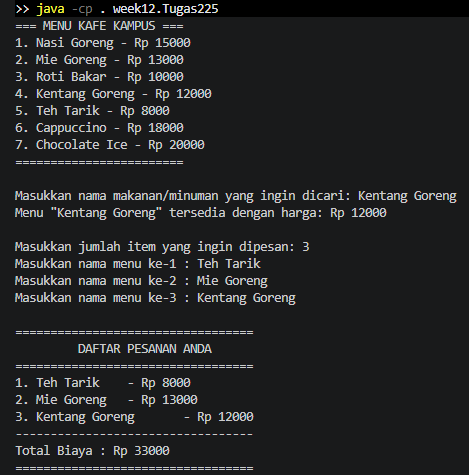 >> java -cp . week12.Tugas225
=== MENU KAFE KAMPUS ===
1. Nasi Goreng - Rp 15000
2. Mie Goreng - Rp 13000
3. Roti Bakar - Rp 10000
4. Kentang Goreng - Rp 12000
5. Teh Tarik - Rp 8000
6. Cappuccino - Rp 18000
7. Chocolate Ice - Rp 20000
========================
Masukkan nama makanan/minuman yang ingin dicari: Kentang Goreng
Menu "Kentang Goreng" tersedia dengan harga: Rp 12000
Masukkan jumlah item yang ingin dipesan: 3
Masukkan nama menu ke-1 : Teh Tarik
Masukkan nama menu ke-2 : Mie Goreng
Masukkan nama menu ke-3 : Kentang Goreng
==================================
         DAFTAR PESANAN ANDA
==================================
1. Teh Tarik    - Rp 8000
2. Mie Goreng   - Rp 13000
3. Kentang Goreng       - Rp 12000
----------------------------------
Total Biaya : Rp 33000
==================================